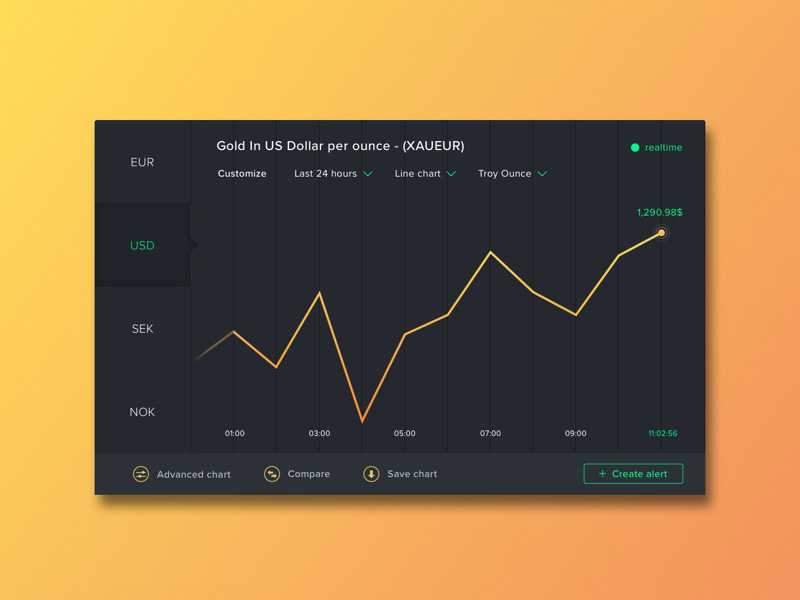 Gold In US Dollar per ounce - (XAUEUR)
realtime
Customize Last 24 hours Line chart Troy Ounce
EUR
USD
SEK
NOK
1,290.98$
01:00 03:00 05:00 07:00 09:00 11:02:56
Advanced chart Compare Save chart + Create alert